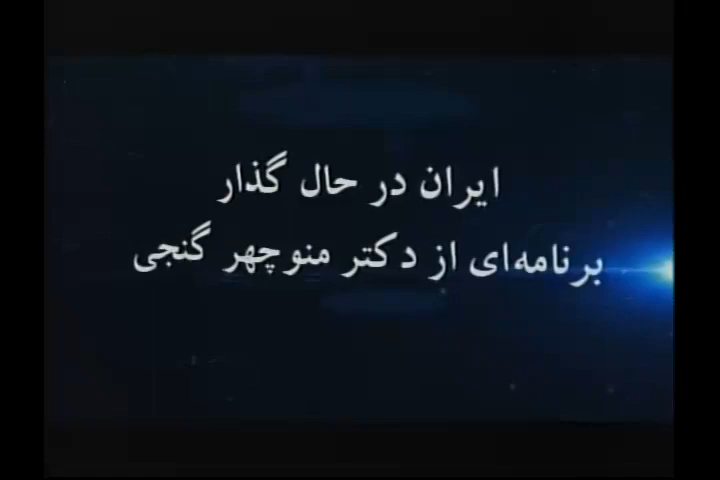 ایران در حال گذار
برنامه‌ای از دکتر منوچهر گنجی